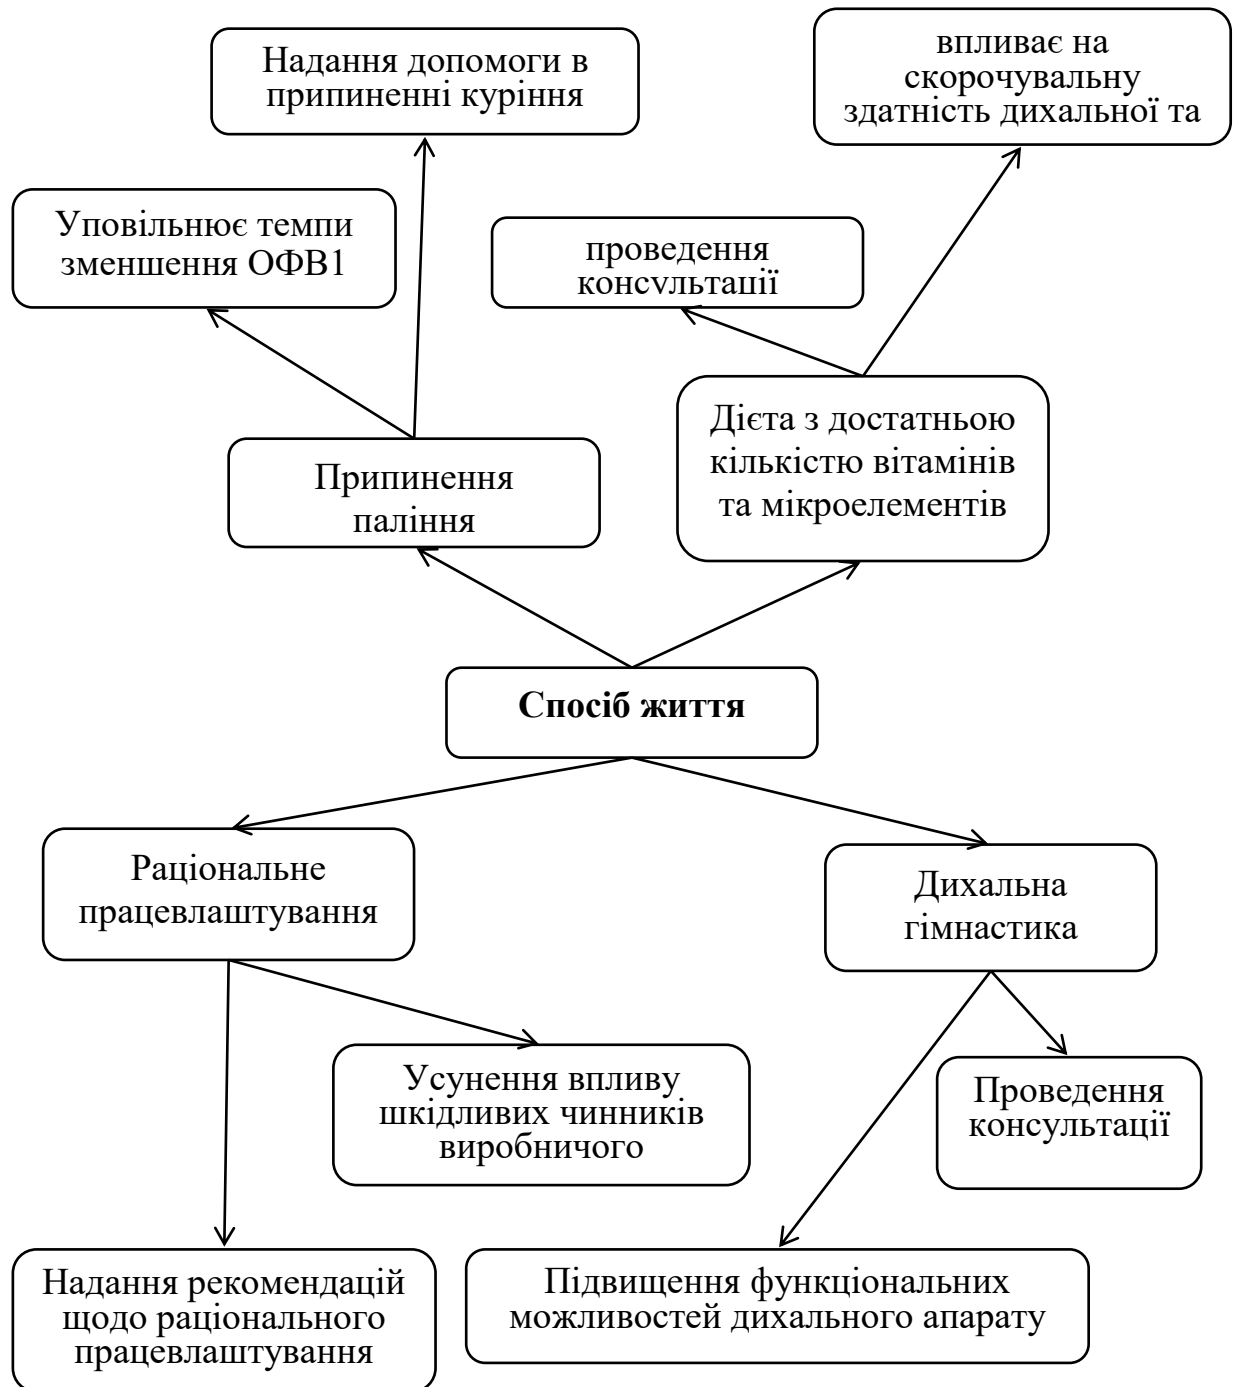 Надання допомоги в
припиненні куріння
впливає на
скорочувальну
здатність дихальної та
Уповільнює темпи
зменшення ОФВ1
проведення
консультації
Дієта з достатньою
кількістю вітамінів
та мікроелементів
Припинення
паління
Спосіб життя
Раціональне
працевлаштування
Дихальна
гімнастика
Усунення впливу
шкідливих чинників
виробничого
Проведення
консультації
Надання рекомендацій
щодо раціонального
працевлаштування
Підвищення функціональних
можливостей дихального апарату